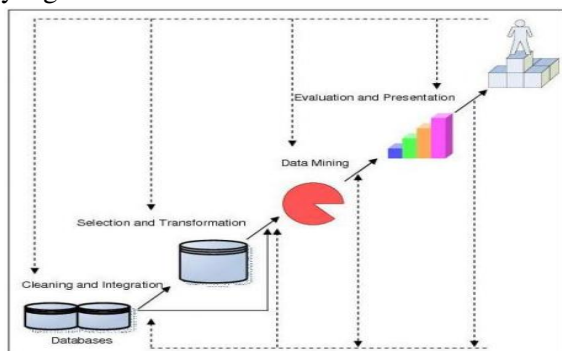 Evaluation and Presentation
Data Mining
Selection and Transformation
Cleaning and Integration
Databases